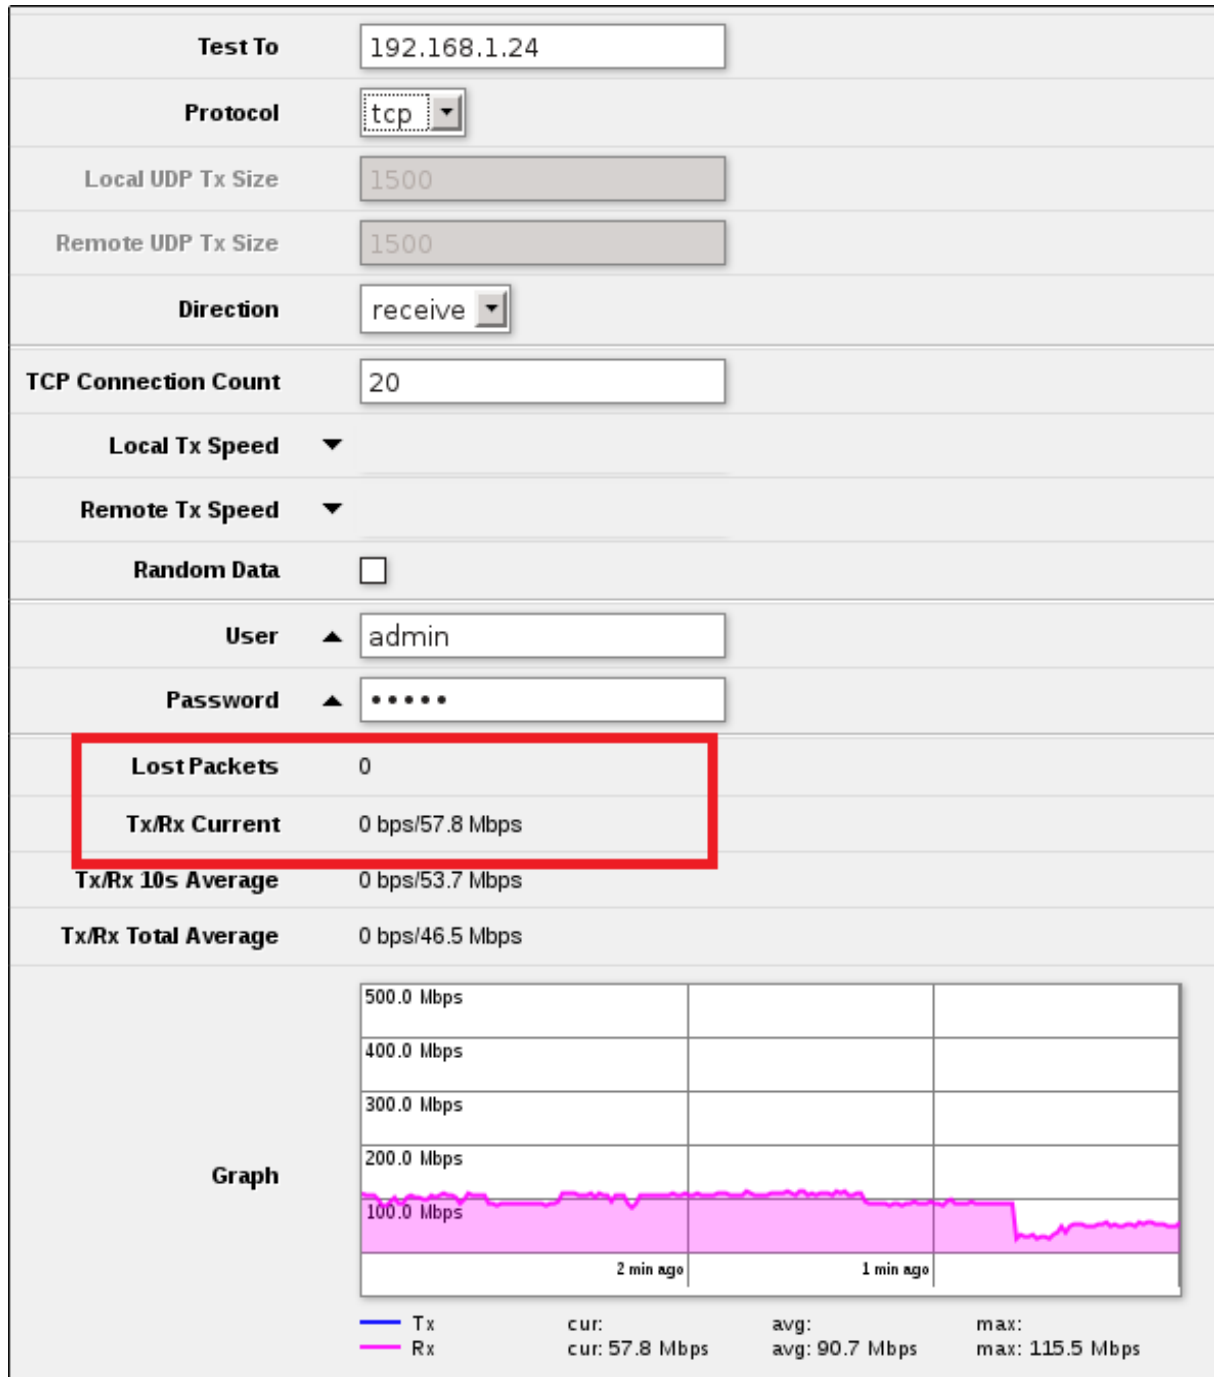 Test To 192.168.1.24
Protocol tcp
Local UDP Tx Size 1500
Remote UDP Tx Size 1500
Direction receive
TCP Connection Count 20
Local Tx Speed
Remote Tx Speed
Random Data
User admin
Password •••••
Lost Packets 0
Tx/Rx Current 0 bps/57.8 Mbps
Tx/Rx 10s Average 0 bps/53.7 Mbps
Tx/Rx Total Average 0 bps/46.5 Mbps
Graph
500.0 Mbps
400.0 Mbps
300.0 Mbps
200.0 Mbps
100.0 Mbps
2 min ago 1 min ago
Tx cur: avg: max:
Rx cur: 57.8 Mbps avg: 90.7 Mbps max: 115.5 Mbps